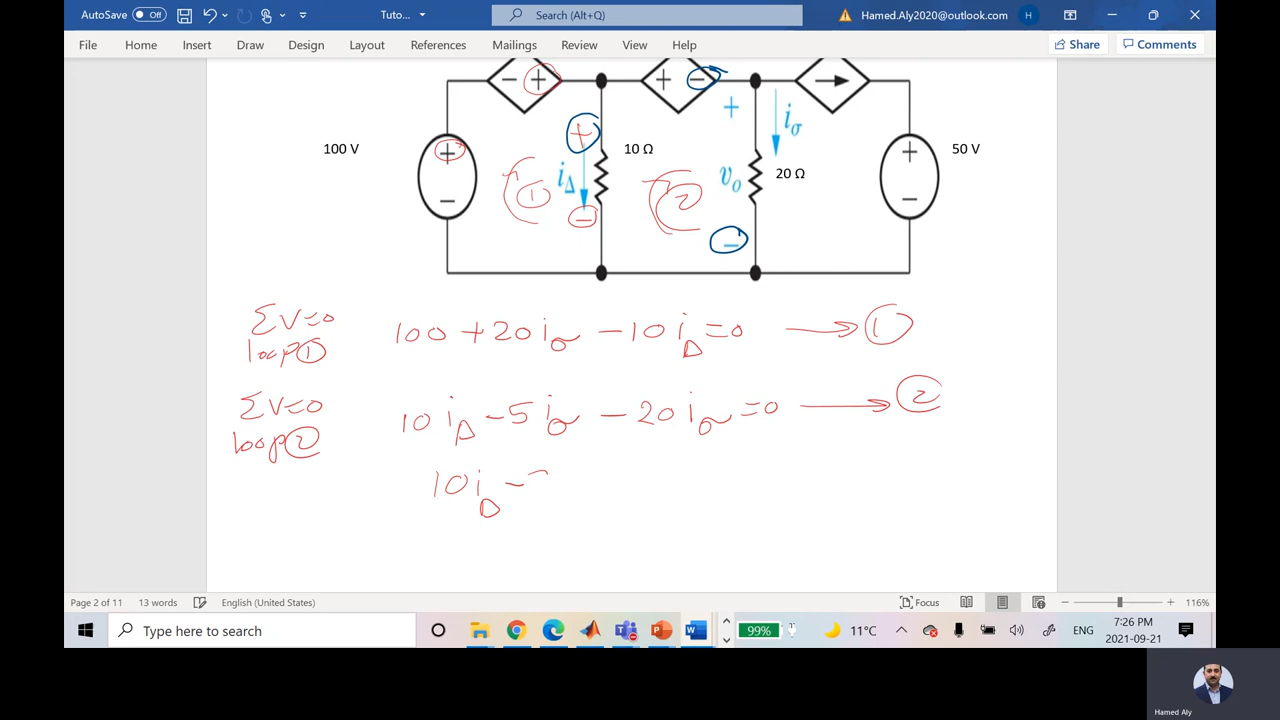 AutoSave Off Tuto... Search (Alt+Q) Hamed.Aly2020@outlook.com H
File Home Insert Draw Design Layout References Mailings Review View Help Share Comments
− + + −
+
100 V + + 10 Ω iσ + 50 V
− iΔ 1 2 vo 20 Ω −
− −
ΣV=0 100 + 20 iσ − 10 iΔ = 0 → 1
loop 1
ΣV=0 10 iΔ − 5 iσ − 20 iσ = 0 → 2
loop 2
10 iΔ −
Page 2 of 11 13 words English (United States) Focus − + 116%
Type here to search 99% 11°C ENG 7:26 PM
2021-09-21
Hamed Aly